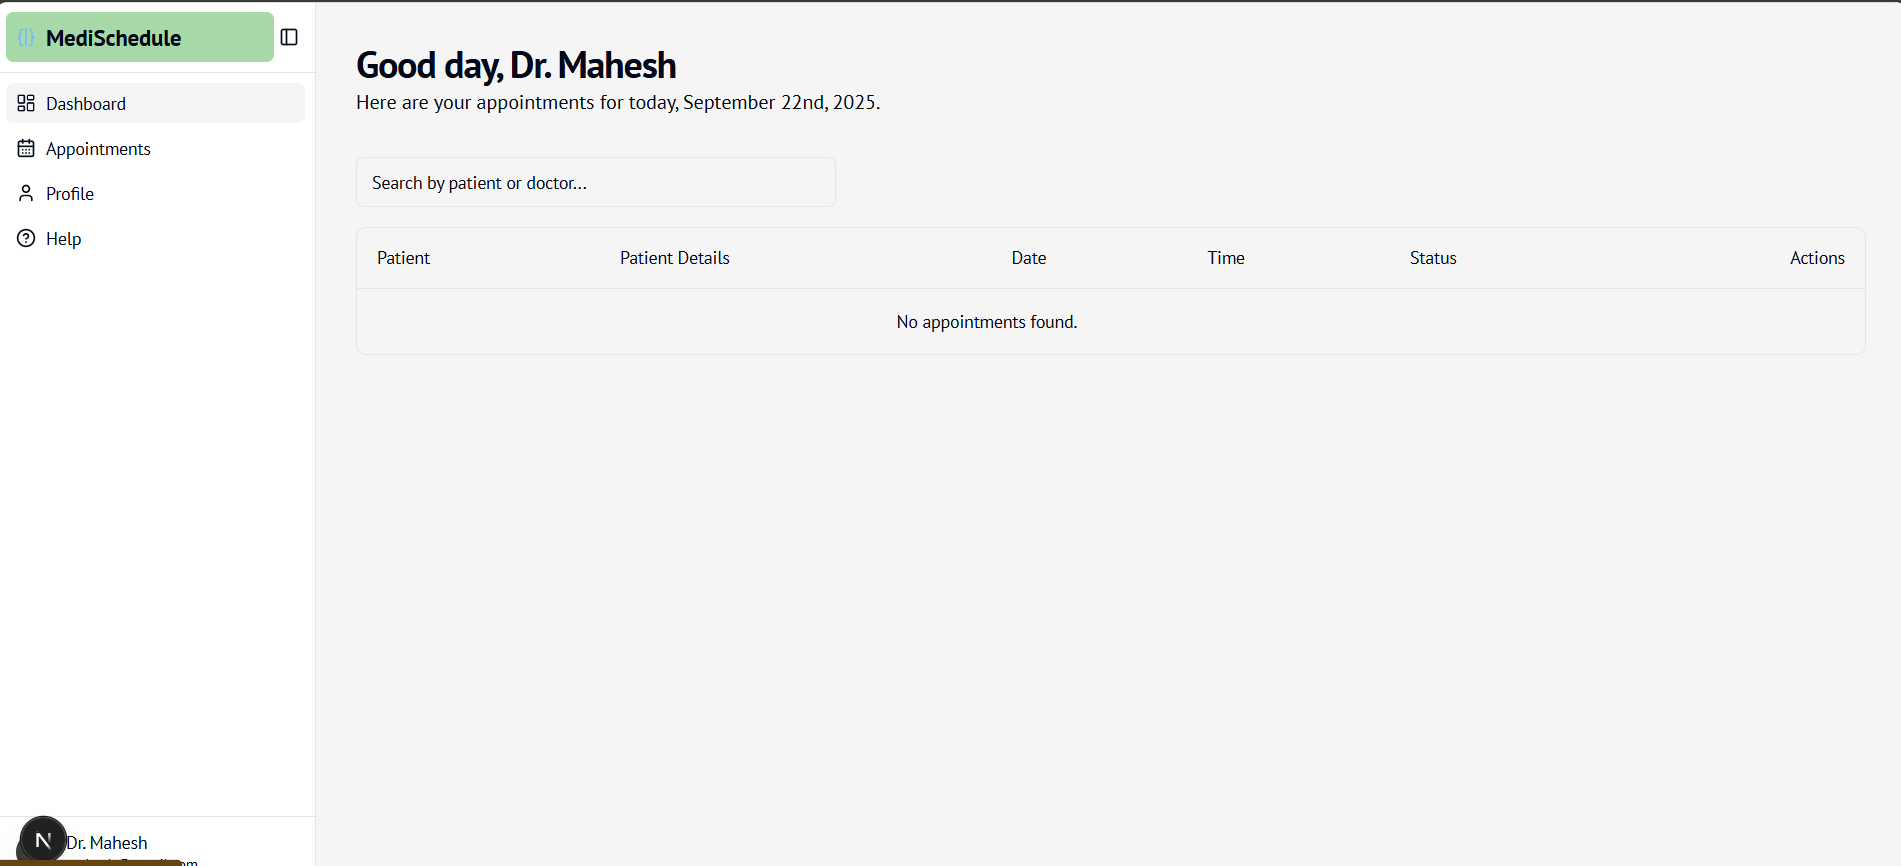 MediSchedule
Dashboard
Appointments
Profile
Help
N
Dr. Mahesh
Good day, Dr. Mahesh
Here are your appointments for today, September 22nd, 2025.
Search by patient or doctor...
Patient Patient Details Date Time Status Actions
No appointments found.